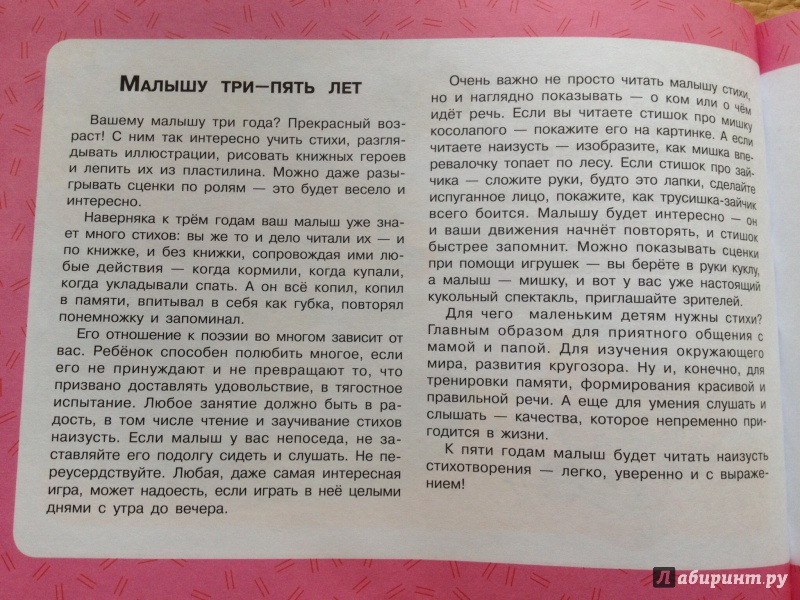 Малышу три–пять лет
Вашему малышу три года? Прекрасный воз-
раст! С ним так интересно учить стихи, разгля-
дывать иллюстрации, рисовать книжных героев
и лепить их из пластилина. Можно даже разы-
грывать сценки по ролям — это будет весело и
интересно.
Наверняка к трём годам ваш малыш уже зна-
ет много стихов: вы же то и дело читали их — и
по книжке, и без книжки, сопровождая ими лю-
бые действия — когда кормили, когда купали,
когда укладывали спать. А он всё копил, копил
в памяти, впитывал в себя как губка, повторял
понемножку и запоминал.
Его отношение к поэзии во многом зависит от
вас. Ребёнок способен полюбить многое, если
его не принуждают и не превращают то, что
призвано доставлять удовольствие, в тягостное
испытание. Любое занятие должно быть в ра-
дость, в том числе чтение и заучивание стихов
наизусть. Если малыш у вас непоседа, не за-
ставляйте его подолгу сидеть и слушать. Не пе-
реусердствуйте. Любая, даже самая интересная
игра, может надоесть, если играть в неё целыми
днями с утра до вечера.
Очень важно не просто читать малышу стихи,
но и наглядно показывать — о ком или о чём
идёт речь. Если вы читаете стишок про мишку
косолапого — покажите его на картинке. А если
читаете наизусть — изобразите, как мишка впе-
ревалочку топает по лесу. Если стишок про зай-
чика — сложите руки, будто это лапки, сделайте
испуганное лицо, покажите, как трусишка-зайчик
всего боится. Малышу будет интересно — он
и ваши движения начнёт повторять, и стишок
быстрее запомнит. Можно показывать сценки
при помощи игрушек — вы берёте в руки куклу,
а малыш — мишку, и вот у вас уже настоящий
кукольный спектакль, приглашайте зрителей.
Для чего маленьким детям нужны стихи?
Главным образом для приятного общения с
мамой и папой. Для изучения окружающего
мира, развития кругозора. Ну и, конечно, для
тренировки памяти, формирования красивой и
правильной речи. А еще для умения слушать и
слышать — качества, которое непременно при-
годится в жизни.
К пяти годам малыш будет читать наизусть
стихотворения — легко, уверенно и с выраже-
нием!
Лабиринт.ру